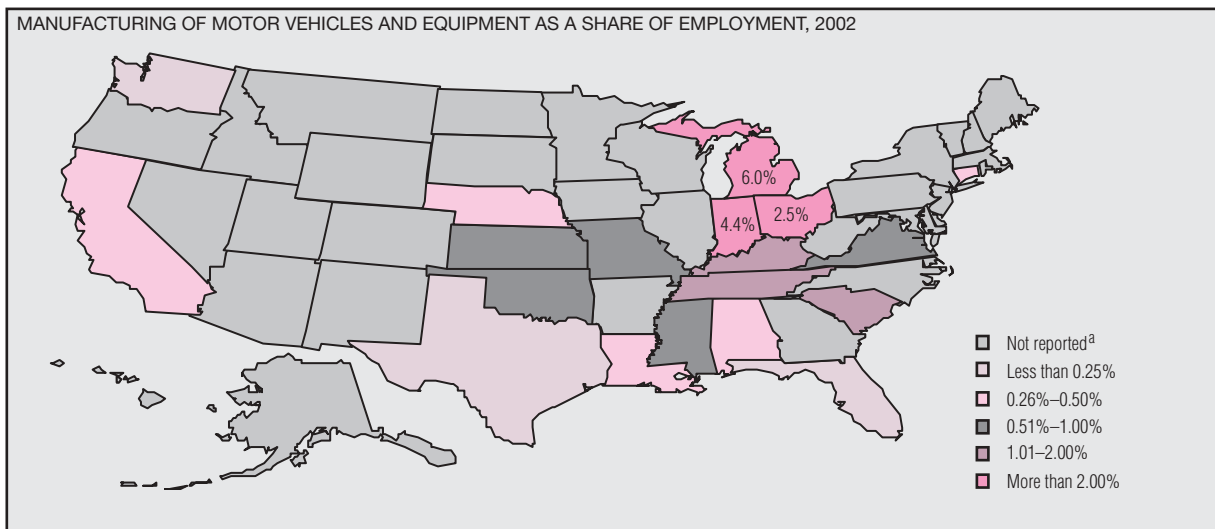 MANUFACTURING OF MOTOR VEHICLES AND EQUIPMENT AS A SHARE OF EMPLOYMENT, 2002
6.0%
4.4%
2.5%
Not reportedᵃ
Less than 0.25%
0.26%–0.50%
0.51%–1.00%
1.01–2.00%
More than 2.00%